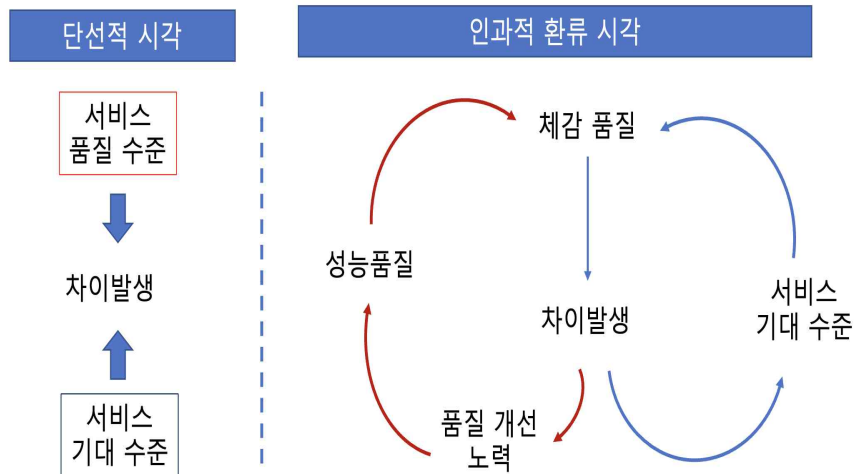 단선적 시각
서비스
품질 수준
차이발생
서비스
기대 수준
인과적 환류 시각
체감 품질
성능품질
차이발생
서비스
기대 수준
품질 개선
노력